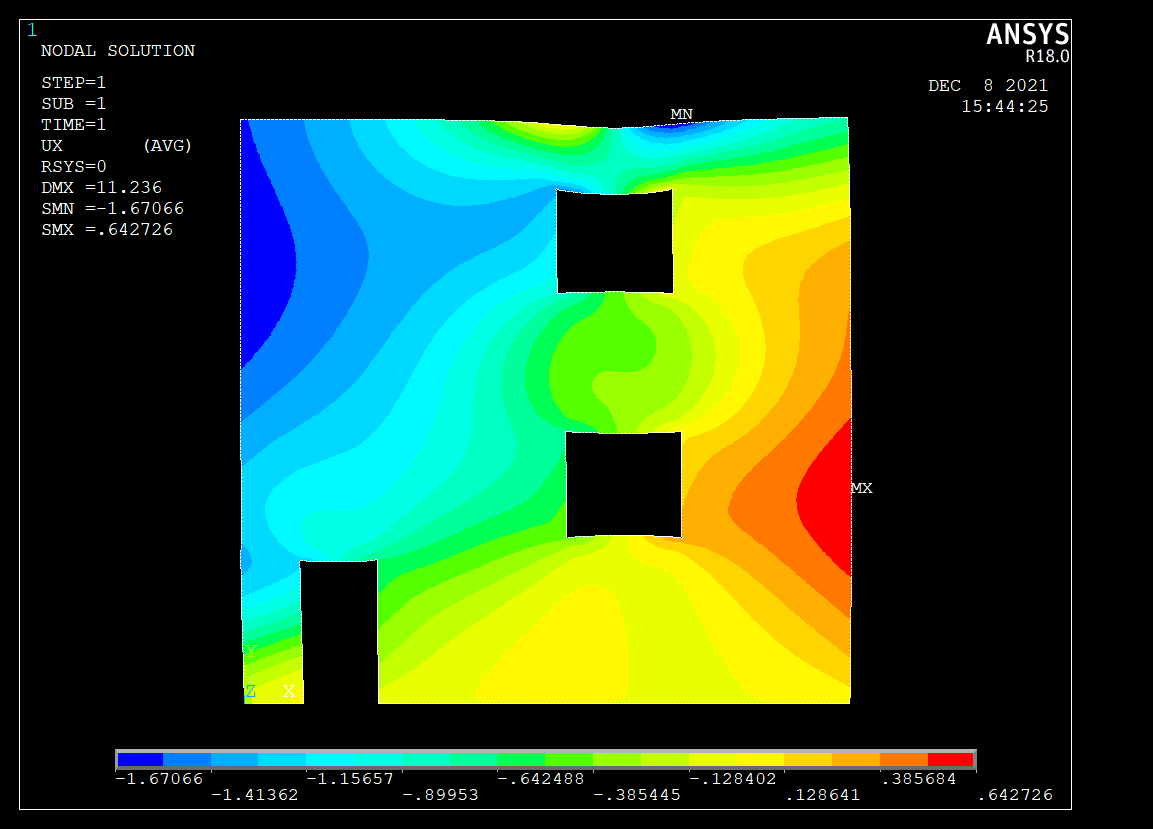 1
NODAL SOLUTION
STEP=1
SUB =1
TIME=1
UX (AVG)
RSYS=0
DMX =11.236
SMN =-1.67066
SMX =.642726
ANSYS
R18.0
DEC 8 2021
15:44:25
MN
MX
Y
Z X
-1.67066 -1.15657 -.642488 -.128402 .385684
-1.41362 -.89953 -.385445 .128641 .642726